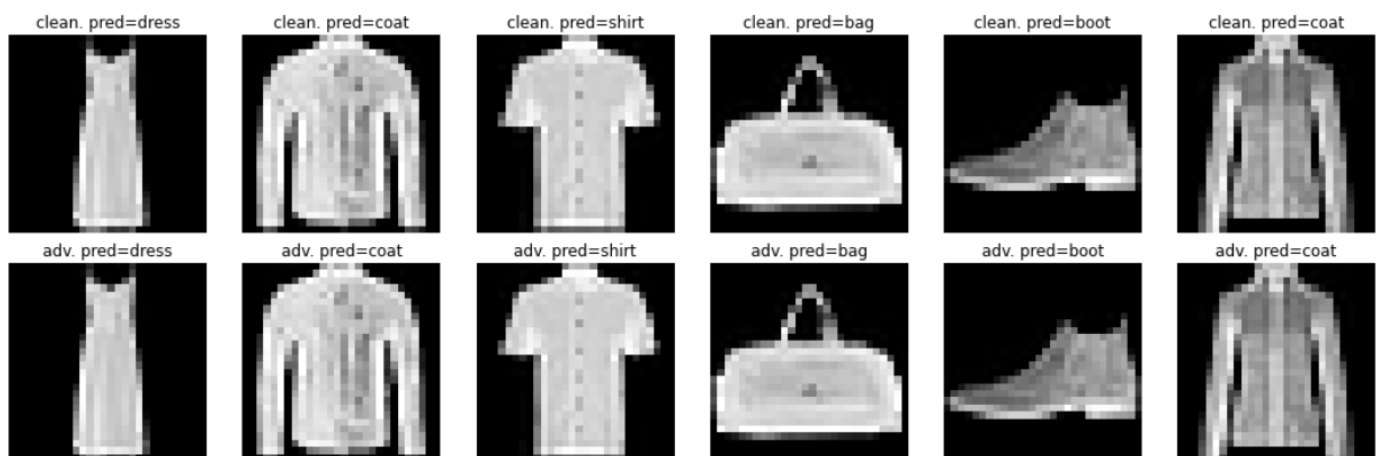 clean. pred=dress clean. pred=coat clean. pred=shirt clean. pred=bag clean. pred=boot clean. pred=coat
adv. pred=dress adv. pred=coat adv. pred=shirt adv. pred=bag adv. pred=boot adv. pred=coat